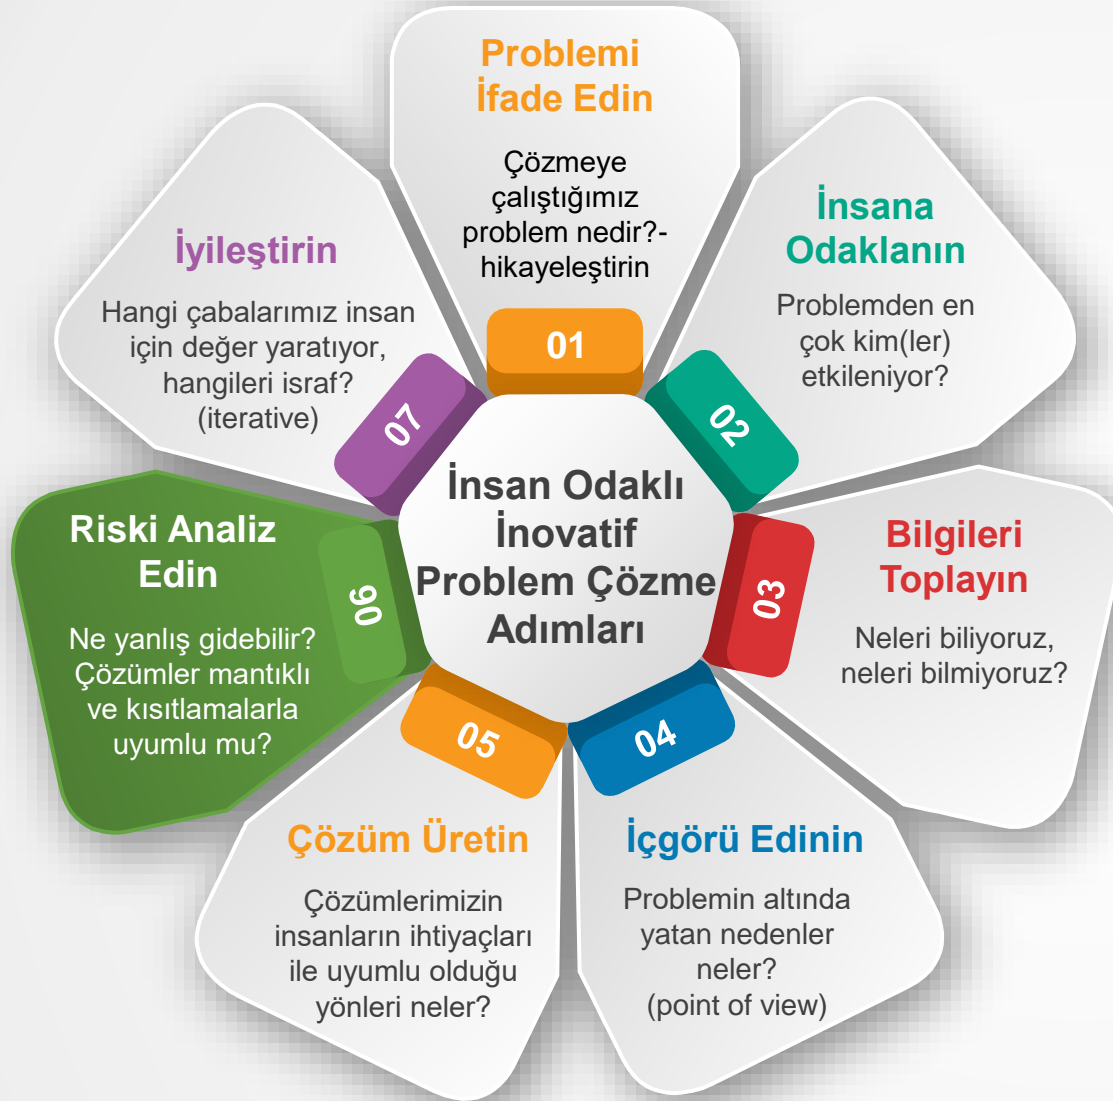 Problemi
İfade Edin
Çözmeye
çalıştığımız
problem nedir?-
hikayeleştirin
01
İnsana
Odaklanın
Problemden en
çok kim(ler)
etkileniyor?
02
Bilgileri
Toplayın
Neleri biliyoruz,
neleri bilmiyoruz?
03
İçgörü Edinin
Problemin altında
yatan nedenler
neler?
(point of view)
04
Çözüm Üretin
Çözümlerimizin
insanların ihtiyaçları
ile uyumlu olduğu
yönleri neler?
05
Riski Analiz
Edin
Ne yanlış gidebilir?
Çözümler mantıklı
ve kısıtlamalarla
uyumlu mu?
06
İyileştirin
Hangi çabalarımız insan
için değer yaratıyor,
hangileri israf?
(iterative)
07
İnsan Odaklı
İnovatif
Problem Çözme
Adımları